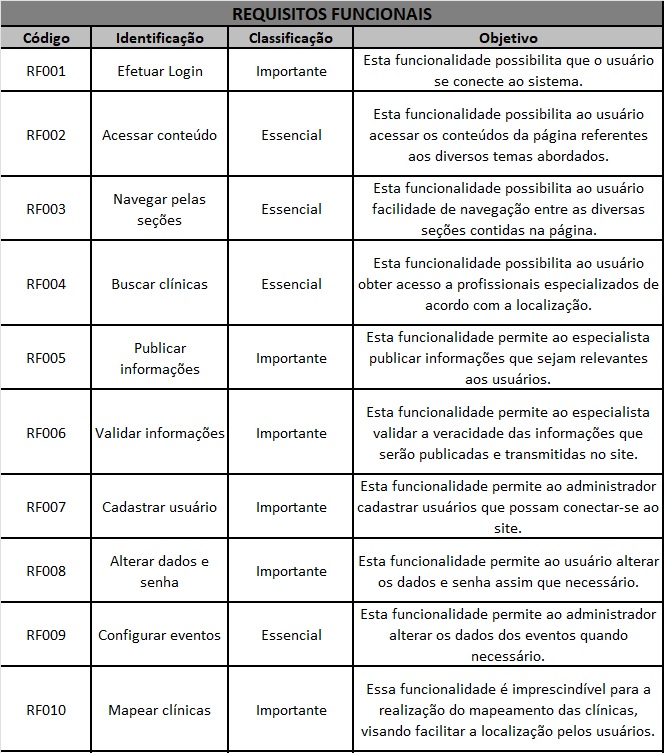 REQUISITOS FUNCIONAIS
Código Identificação Classificação Objetivo
RF001 Efetuar Login Importante Esta funcionalidade possibilita que o usuário
se conecte ao sistema.
RF002 Acessar conteúdo Essencial Esta funcionalidade possibilita ao usuário
acessar os conteúdos da página referentes
aos diversos temas abordados.
RF003 Navegar pelas
seções Essencial Esta funcionalidade possibilita ao usuário
facilidade de navegação entre as diversas
seções contidas na página.
RF004 Buscar clínicas Essencial Esta funcionalidade possibilita ao usuário
obter acesso a profissionais especializados de
acordo com a localização.
RF005 Publicar
informações Importante Esta funcionalidade permite ao especialista
publicar informações que sejam relevantes
aos usuários.
RF006 Validar informações Importante Esta funcionalidade permite ao especialista
validar a veracidade das informações que
serão publicadas e transmitidas no site.
RF007 Cadastrar usuário Importante Esta funcionalidade permite ao administrador
cadastrar usuários que possam conectar-se ao
site.
RF008 Alterar dados e
senha Importante Esta funcionalidade permite ao usuário alterar
os dados e senha assim que necessário.
RF009 Configurar eventos Essencial Esta funcionalidade permite ao administrador
alterar os dados dos eventos quando
necessário.
RF010 Mapear clínicas Importante Essa funcionalidade é imprescindível para a
realização do mapeamento das clínicas,
visando facilitar a localização pelos usuários.